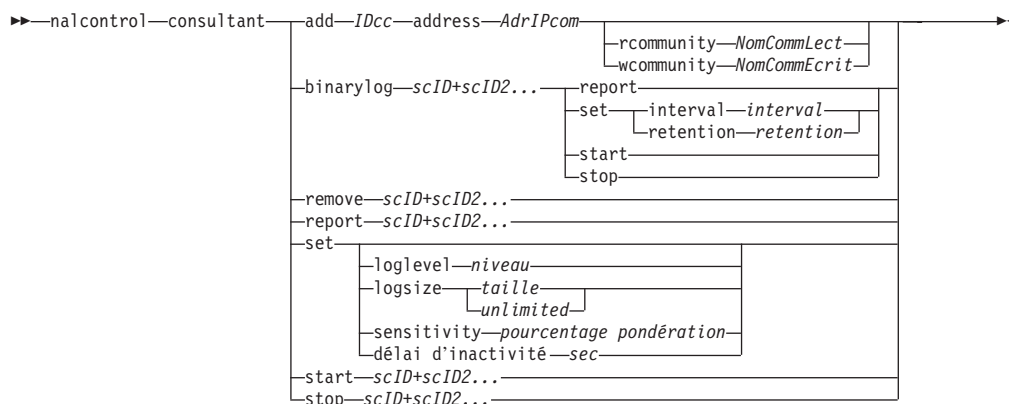 nalcontrol consultant add IDcc address AdrIPcom
rcommunity NomCommLect
wcommunity NomCommEcrit
binarylog scID+scID2... report
set interval interval
retention retention
start
stop
remove scID+scID2...
report scID+scID2...
set
loglevel niveau
logsize taille
unlimited
sensitivity pourcentage pondération
délai d'inactivité sec
start scID+scID2...
stop scID+scID2...